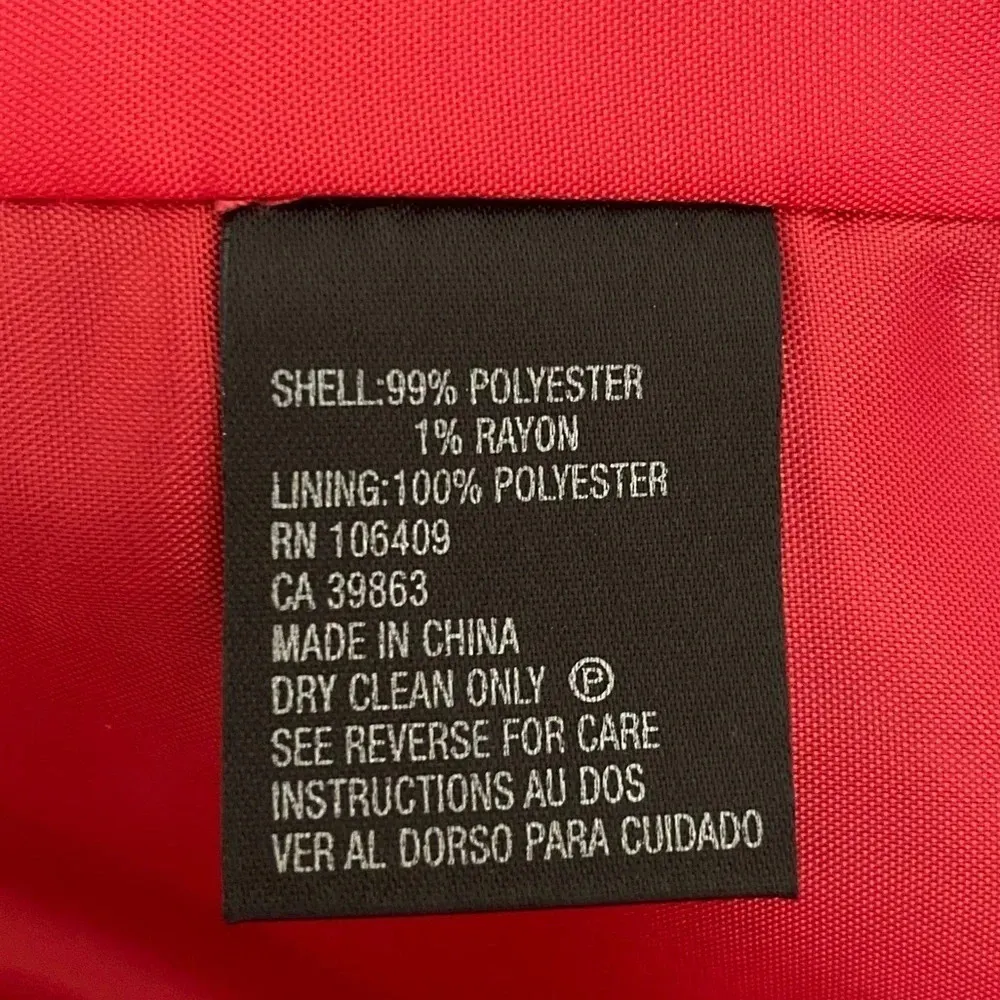 SHELL:99% POLYESTER
1% RAYON
LINING:100% POLYESTER
RN 106409
CA 39863
MADE IN CHINA
DRY CLEAN ONLY Ⓟ
SEE REVERSE FOR CARE
INSTRUCTIONS AU DOS
VER AL DORSO PARA CUIDADO